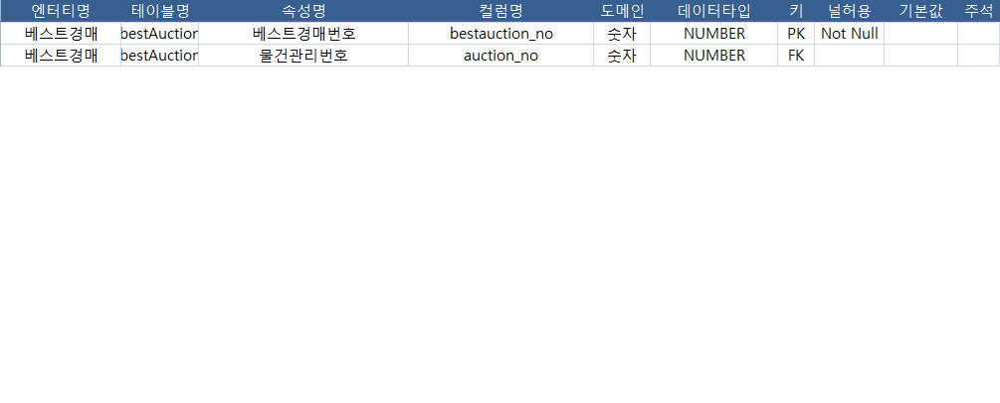 엔터티명 테이블명 속성명 컬럼명 도메인 데이터타입 키 널허용 기본값 주석
베스트경매 bestAuction 베스트경매번호 bestauction_no 숫자 NUMBER PK Not Null
베스트경매 bestAuction 물건관리번호 auction_no 숫자 NUMBER FK